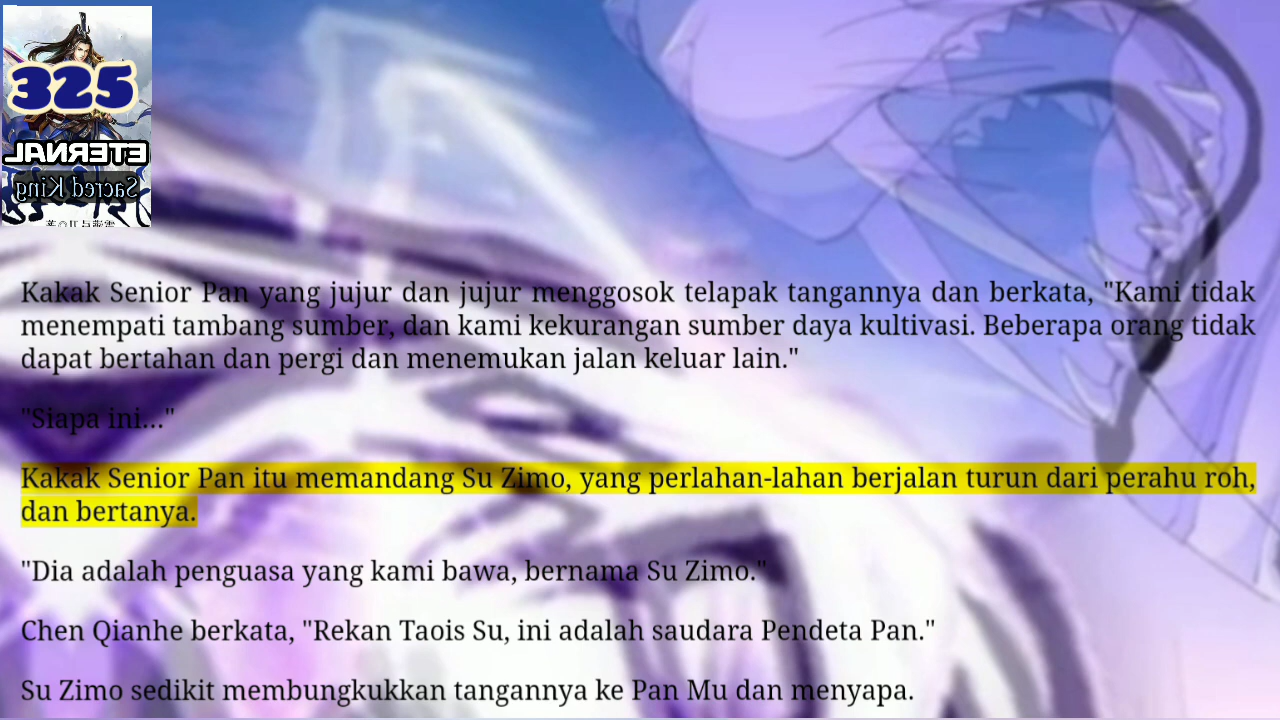 325
ETERNAL
Sacred King
Kakak Senior Pan yang jujur dan jujur menggosok telapak tangannya dan berkata, "Kami tidak
menempati tambang sumber, dan kami kekurangan sumber daya kultivasi. Beberapa orang tidak
dapat bertahan dan pergi dan menemukan jalan keluar lain."
"Siapa ini..."
Kakak Senior Pan itu memandang Su Zimo, yang perlahan-lahan berjalan turun dari perahu roh,
dan bertanya.
"Dia adalah penguasa yang kami bawa, bernama Su Zimo."
Chen Qianhe berkata, "Rekan Taois Su, ini adalah saudara Pendeta Pan."
Su Zimo sedikit membungkukkan tangannya ke Pan Mu dan menyapa.